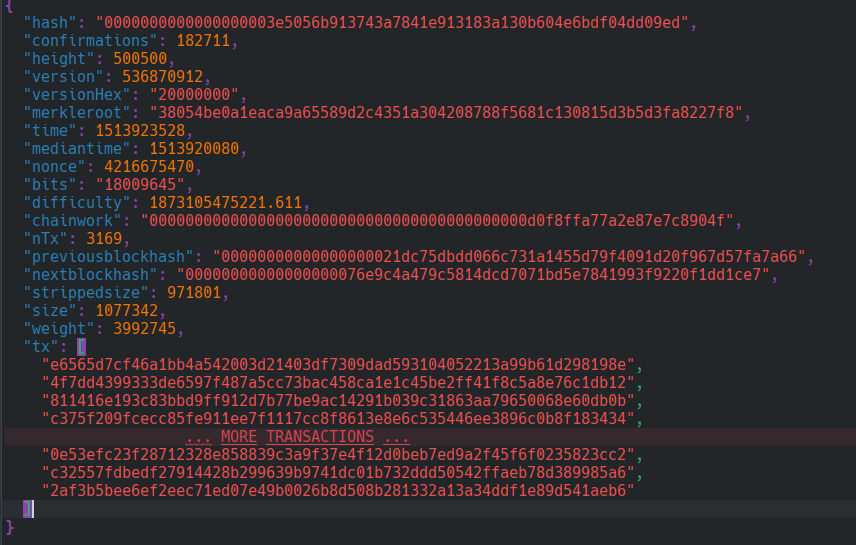 {
"hash": "0000000000000000003e5056b913743a7841e913183a130b604e6bdf04dd09ed",
"confirmations": 182711,
"height": 500500,
"version": 536870912,
"versionHex": "20000000",
"merkleroot": "38054be0a1eaca9a65589d2c4351a304208788f5681c130815d3b5d3fa8227f8",
"time": 1513923528,
"mediantime": 1513920080,
"nonce": 4216675470,
"bits": "18009645",
"difficulty": 1873105475221.611,
"chainwork": "000000000000000000000000000000000000000000d0f8ffa77a2e87e7c8904f",
"nTx": 3169,
"previousblockhash": "00000000000000000021dc75dbdd066c731a1455d79f4091d20f967d57fa7a66",
"nextblockhash": "00000000000000000076e9c4a479c5814dcd7071bd5e7841993f9220f1dd1ce7",
"strippedsize": 971801,
"size": 1077342,
"weight": 3992745,
"tx": [
"e6565d7cf46a1bb4a542003d21403df7309dad593104052213a99b61d298198e",
"4f7dd4399333de6597f487a5cc73bac458ca1e1c45be2ff41f8c5a8e76c1db12",
"811416e193c83bbd9ff912d7b77be9ac14291b039c31863aa79650068e60db0b",
"c375f209fcecc85fe911ee7f1117cc8f8613e8e6c535446ee3896c0b8f183434",
... MORE TRANSACTIONS ...
"0e53efc23f28712328e858839c3a9f37e4f12d0beb7ed9a2f45f6f0235823cc2",
"c32557fdbedf27914428b299639b9741dc01b732ddd50542ffaeb78d389985a6",
"2af3b5bee6ef2eec71ed07e49b0026b8d508b281332a13a34ddf1e89d541aeb6"
]
}